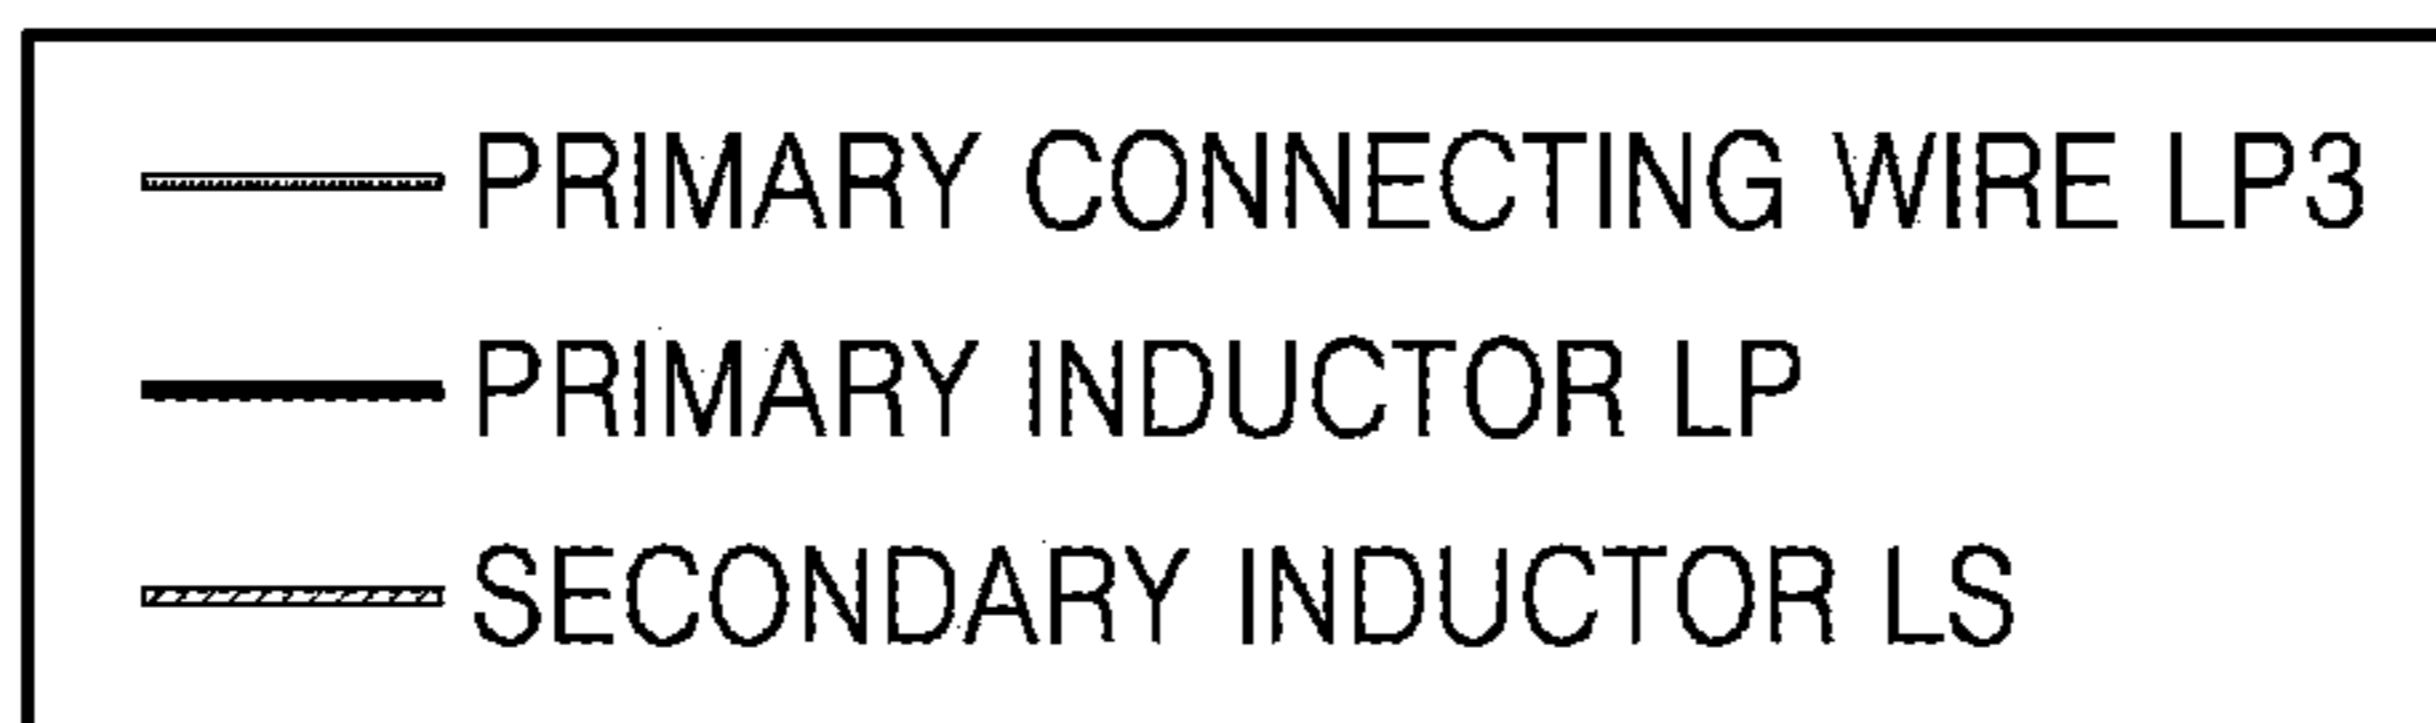 PRIMARY CONNECTING WIRE LP3
PRIMARY INDUCTOR LP
SECONDARY INDUCTOR LS